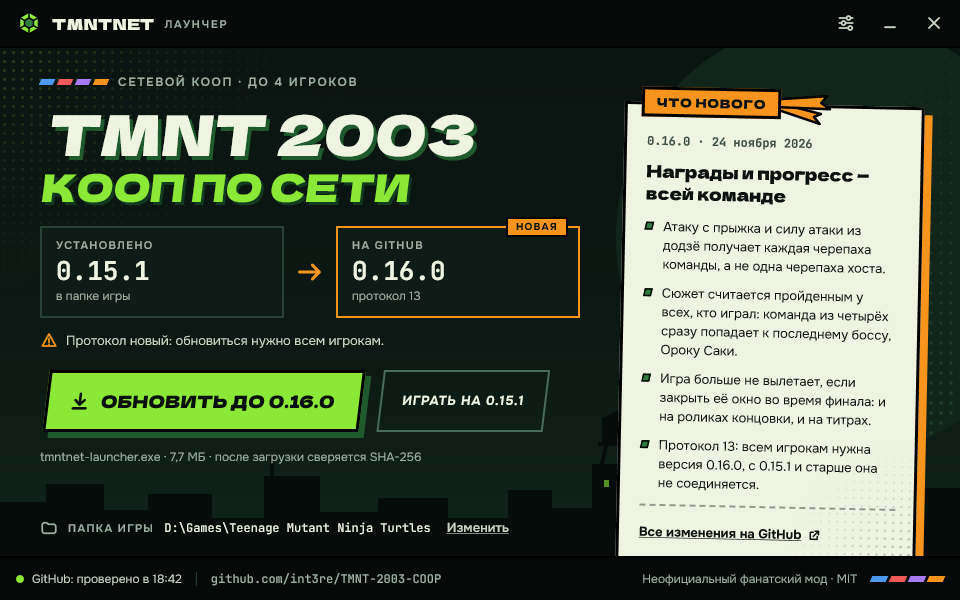 TMNTNET ЛАУНЧЕР
СЕТЕВОЙ КООП · ДО 4 ИГРОКОВ
TMNT 2003
КООП ПО СЕТИ
УСТАНОВЛЕНО
0.15.1
в папке игры
НОВАЯ
НА GITHUB
0.16.0
протокол 13
Протокол новый: обновиться нужно всем игрокам.
ОБНОВИТЬ ДО 0.16.0
ИГРАТЬ НА 0.15.1
tmntnet-launcher.exe · 7,7 МБ · после загрузки сверяется SHA-256
ПАПКА ИГРЫ D:\Games\Teenage Mutant Ninja Turtles Изменить
ЧТО НОВОГО
0.16.0 · 24 ноября 2026
Награды и прогресс —
всей команде
Атаку с прыжка и силу атаки из
додзё получает каждая черепаха
команды, а не одна черепаха хоста.
Сюжет считается пройденным у
всех, кто играл: команда из четырёх
сразу попадает к последнему боссу,
Ороку Саки.
Игра больше не вылетает, если
закрыть её окно во время финала: и
на роликах концовки, и на титрах.
Протокол 13: всем игрокам нужна
версия 0.16.0, с 0.15.1 и старше она
не соединяется.
Все изменения на GitHub
GitHub: проверено в 18:42
github.com/int3re/TMNT-2003-COOP
Неофициальный фанатский мод · MIT